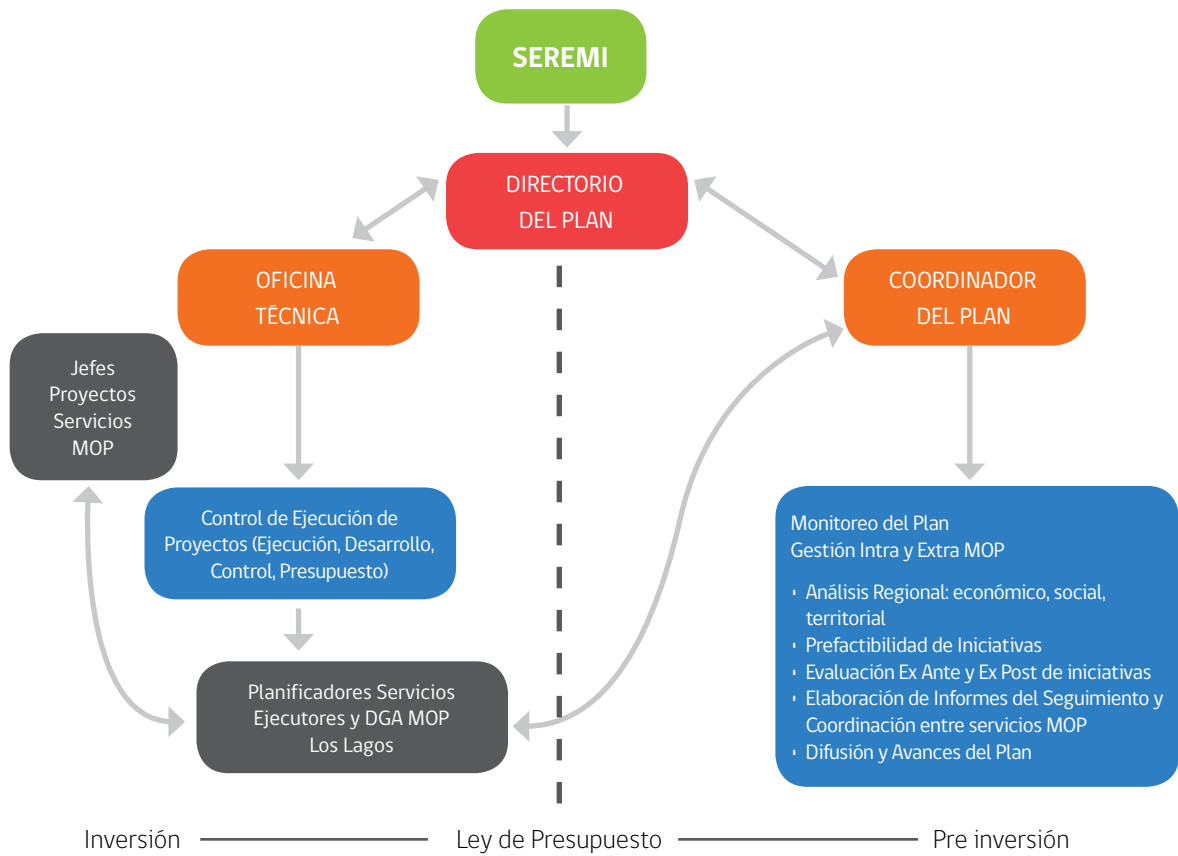 SEREMI
DIRECTORIO
DEL PLAN
OFICINA
TÉCNICA
COORDINADOR
DEL PLAN
Jefes
Proyectos
Servicios
MOP
Control de Ejecución de
Proyectos (Ejecución, Desarrollo,
Control, Presupuesto)
Planificadores Servicios
Ejecutores y DGA MOP
Los Lagos
Monitoreo del Plan
Gestión Intra y Extra MOP
• Análisis Regional: económico, social,
territorial
• Prefactibilidad de Iniciativas
• Evaluación Ex Ante y Ex Post de iniciativas
• Elaboración de Informes del Seguimiento y
Coordinación entre servicios MOP
• Difusión y Avances del Plan
Inversión Ley de Presupuesto Pre inversión